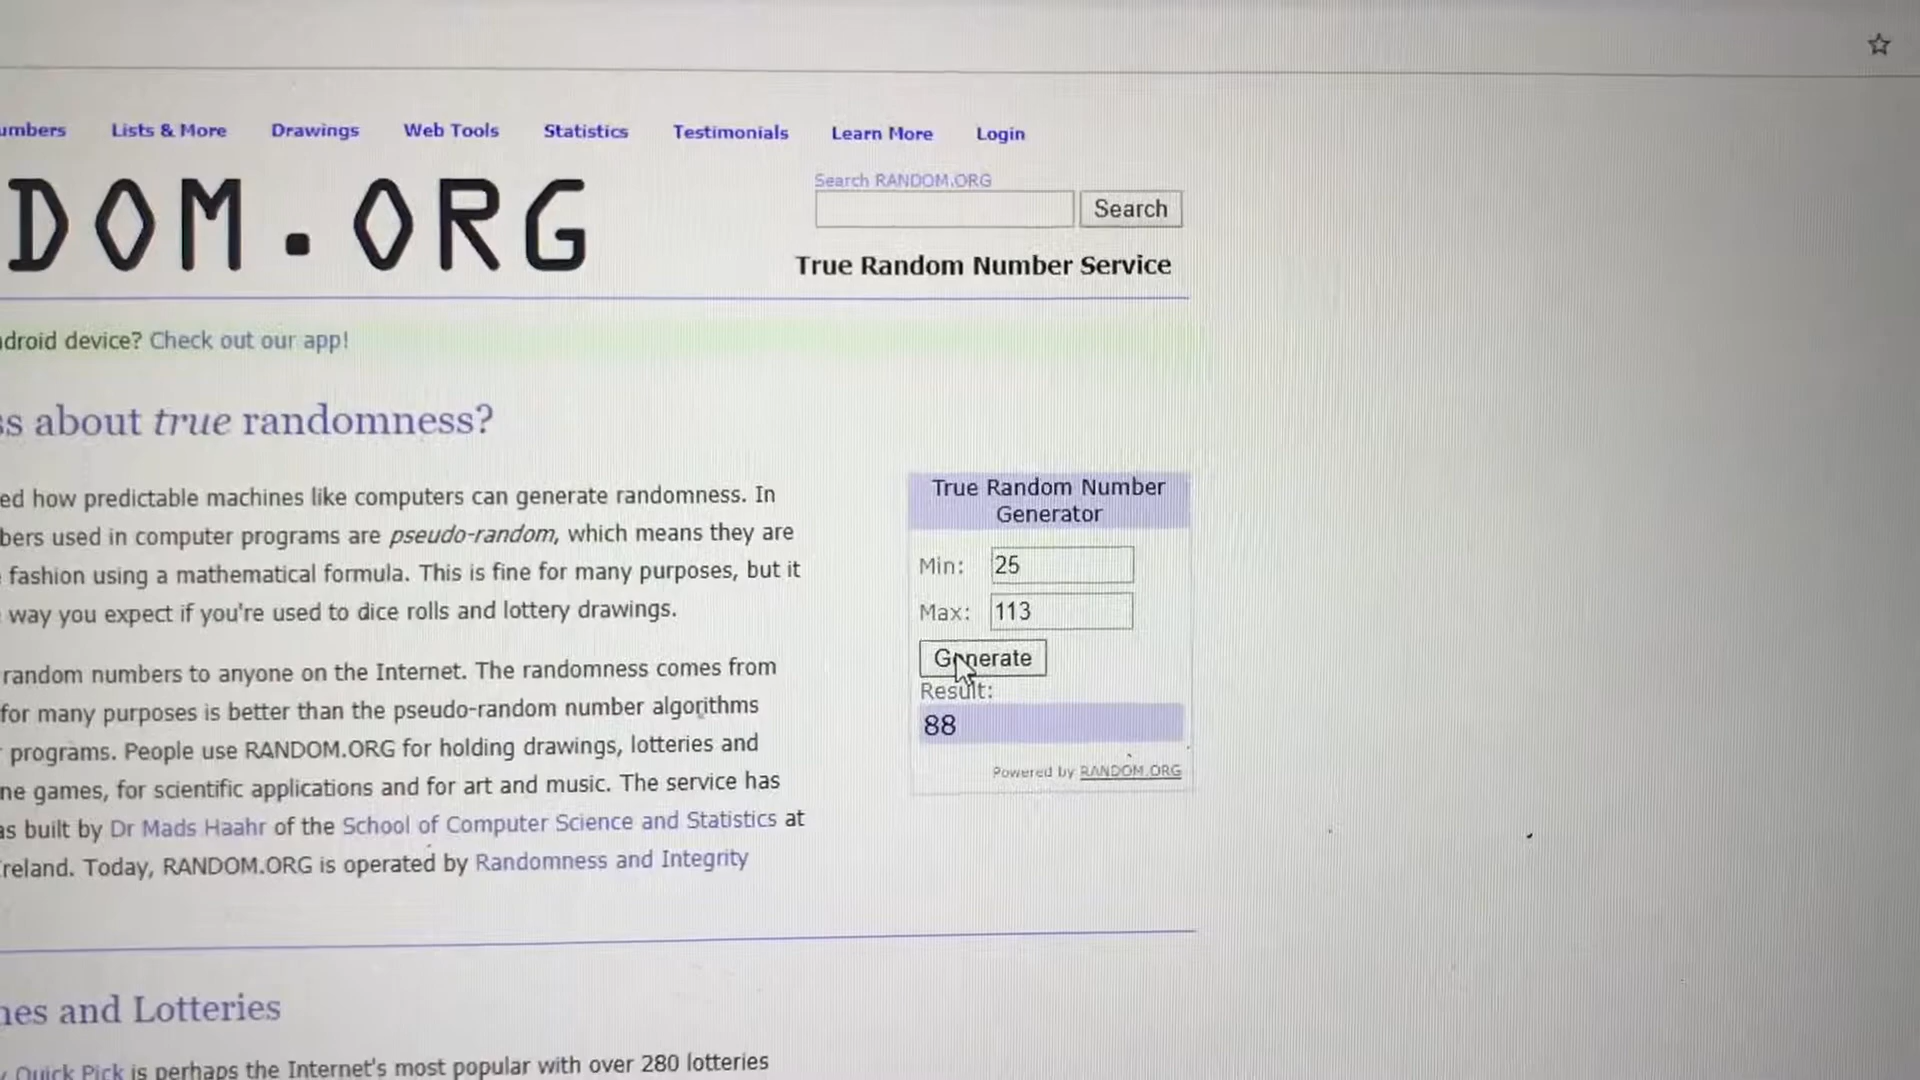 umbers Lists & More Drawings Web Tools Statistics Testimonials Learn More Login
DOM.ORG
Search RANDOM.ORG
Search
True Random Number Service
android device? Check out our app!
ss about true randomness?
ed how predictable machines like computers can generate randomness. In
bers used in computer programs are pseudo-random, which means they are
fashion using a mathematical formula. This is fine for many purposes, but it
way you expect if you're used to dice rolls and lottery drawings.
random numbers to anyone on the Internet. The randomness comes from
for many purposes is better than the pseudo-random number algorithms
programs. People use RANDOM.ORG for holding drawings, lotteries and
ne games, for scientific applications and for art and music. The service has
as built by Dr Mads Haahr of the School of Computer Science and Statistics at
reland. Today, RANDOM.ORG is operated by Randomness and Integrity
True Random Number
Generator
Min: 25
Max: 113
Generate
Result:
88
Powered by RANDOM.ORG
nes and Lotteries
Quick Pick is perhaps the Internet's most popular with over 280 lotteries